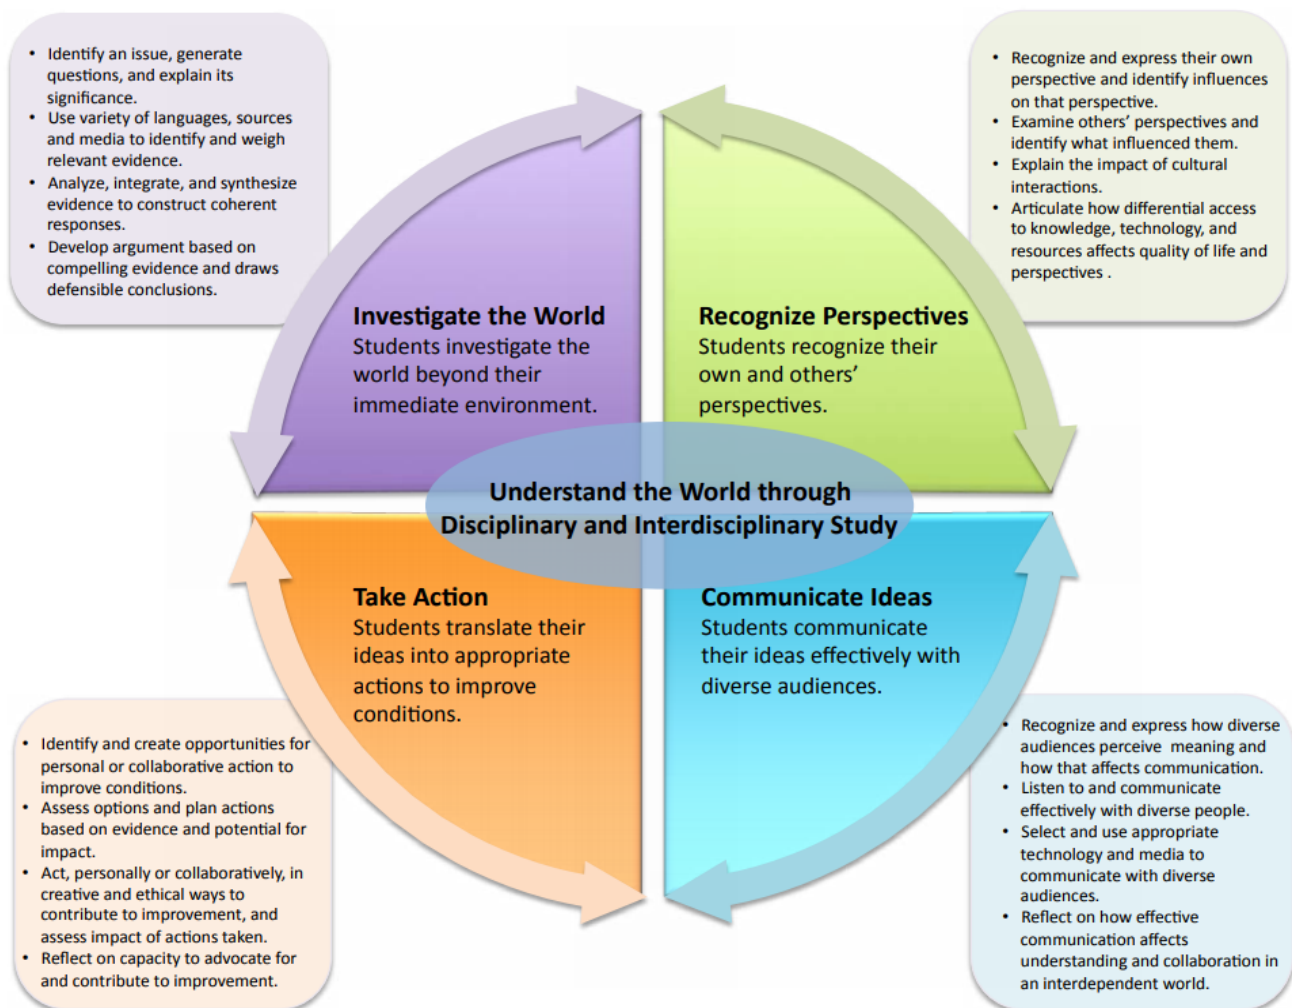 • Identify an issue, generate
questions, and explain its
significance.
• Use variety of languages, sources
and media to identify and weigh
relevant evidence.
• Analyze, integrate, and synthesize
evidence to construct coherent
responses.
• Develop argument based on
compelling evidence and draws
defensible conclusions.
• Recognize and express their own
perspective and identify influences
on that perspective.
• Examine others’ perspectives and
identify what influenced them.
• Explain the impact of cultural
interactions.
• Articulate how differential access
to knowledge, technology, and
resources affects quality of life and
perspectives .
Investigate the World
Students investigate the
world beyond their
immediate environment.
Recognize Perspectives
Students recognize their
own and others’
perspectives.
Understand the World through
Disciplinary and Interdisciplinary Study
Take Action
Students translate their
ideas into appropriate
actions to improve
conditions.
Communicate Ideas
Students communicate
their ideas effectively with
diverse audiences.
• Identify and create opportunities for
personal or collaborative action to
improve conditions.
• Assess options and plan actions
based on evidence and potential for
impact.
• Act, personally or collaboratively, in
creative and ethical ways to
contribute to improvement, and
assess impact of actions taken.
• Reflect on capacity to advocate for
and contribute to improvement.
• Recognize and express how diverse
audiences perceive meaning and
how that affects communication.
• Listen to and communicate
effectively with diverse people.
• Select and use appropriate
technology and media to
communicate with diverse
audiences.
• Reflect on how effective
communication affects
understanding and collaboration in
an interdependent world.